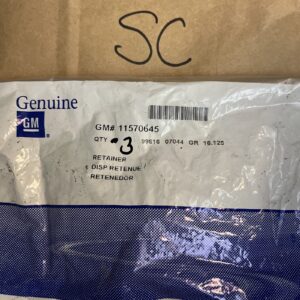 SC
Genuine
GM
GM# 11570645
QTY 3 99616 07044 GR 16.125
RETAINER
DISP RETENUE
RETENEDOR